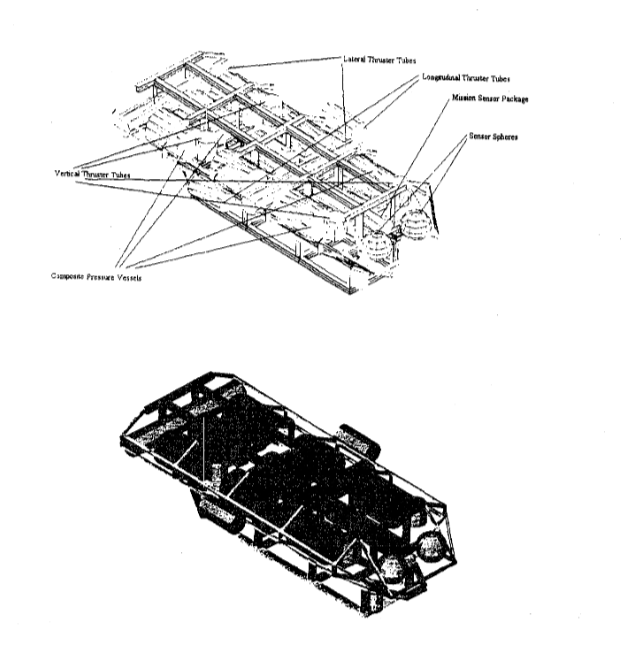 Lateral Thruster Tubes
Longitudinal Thruster Tubes
Mission Sensor Package
Sensor Spheres
Vertical Thruster Tubes
Composite Pressure Vessels